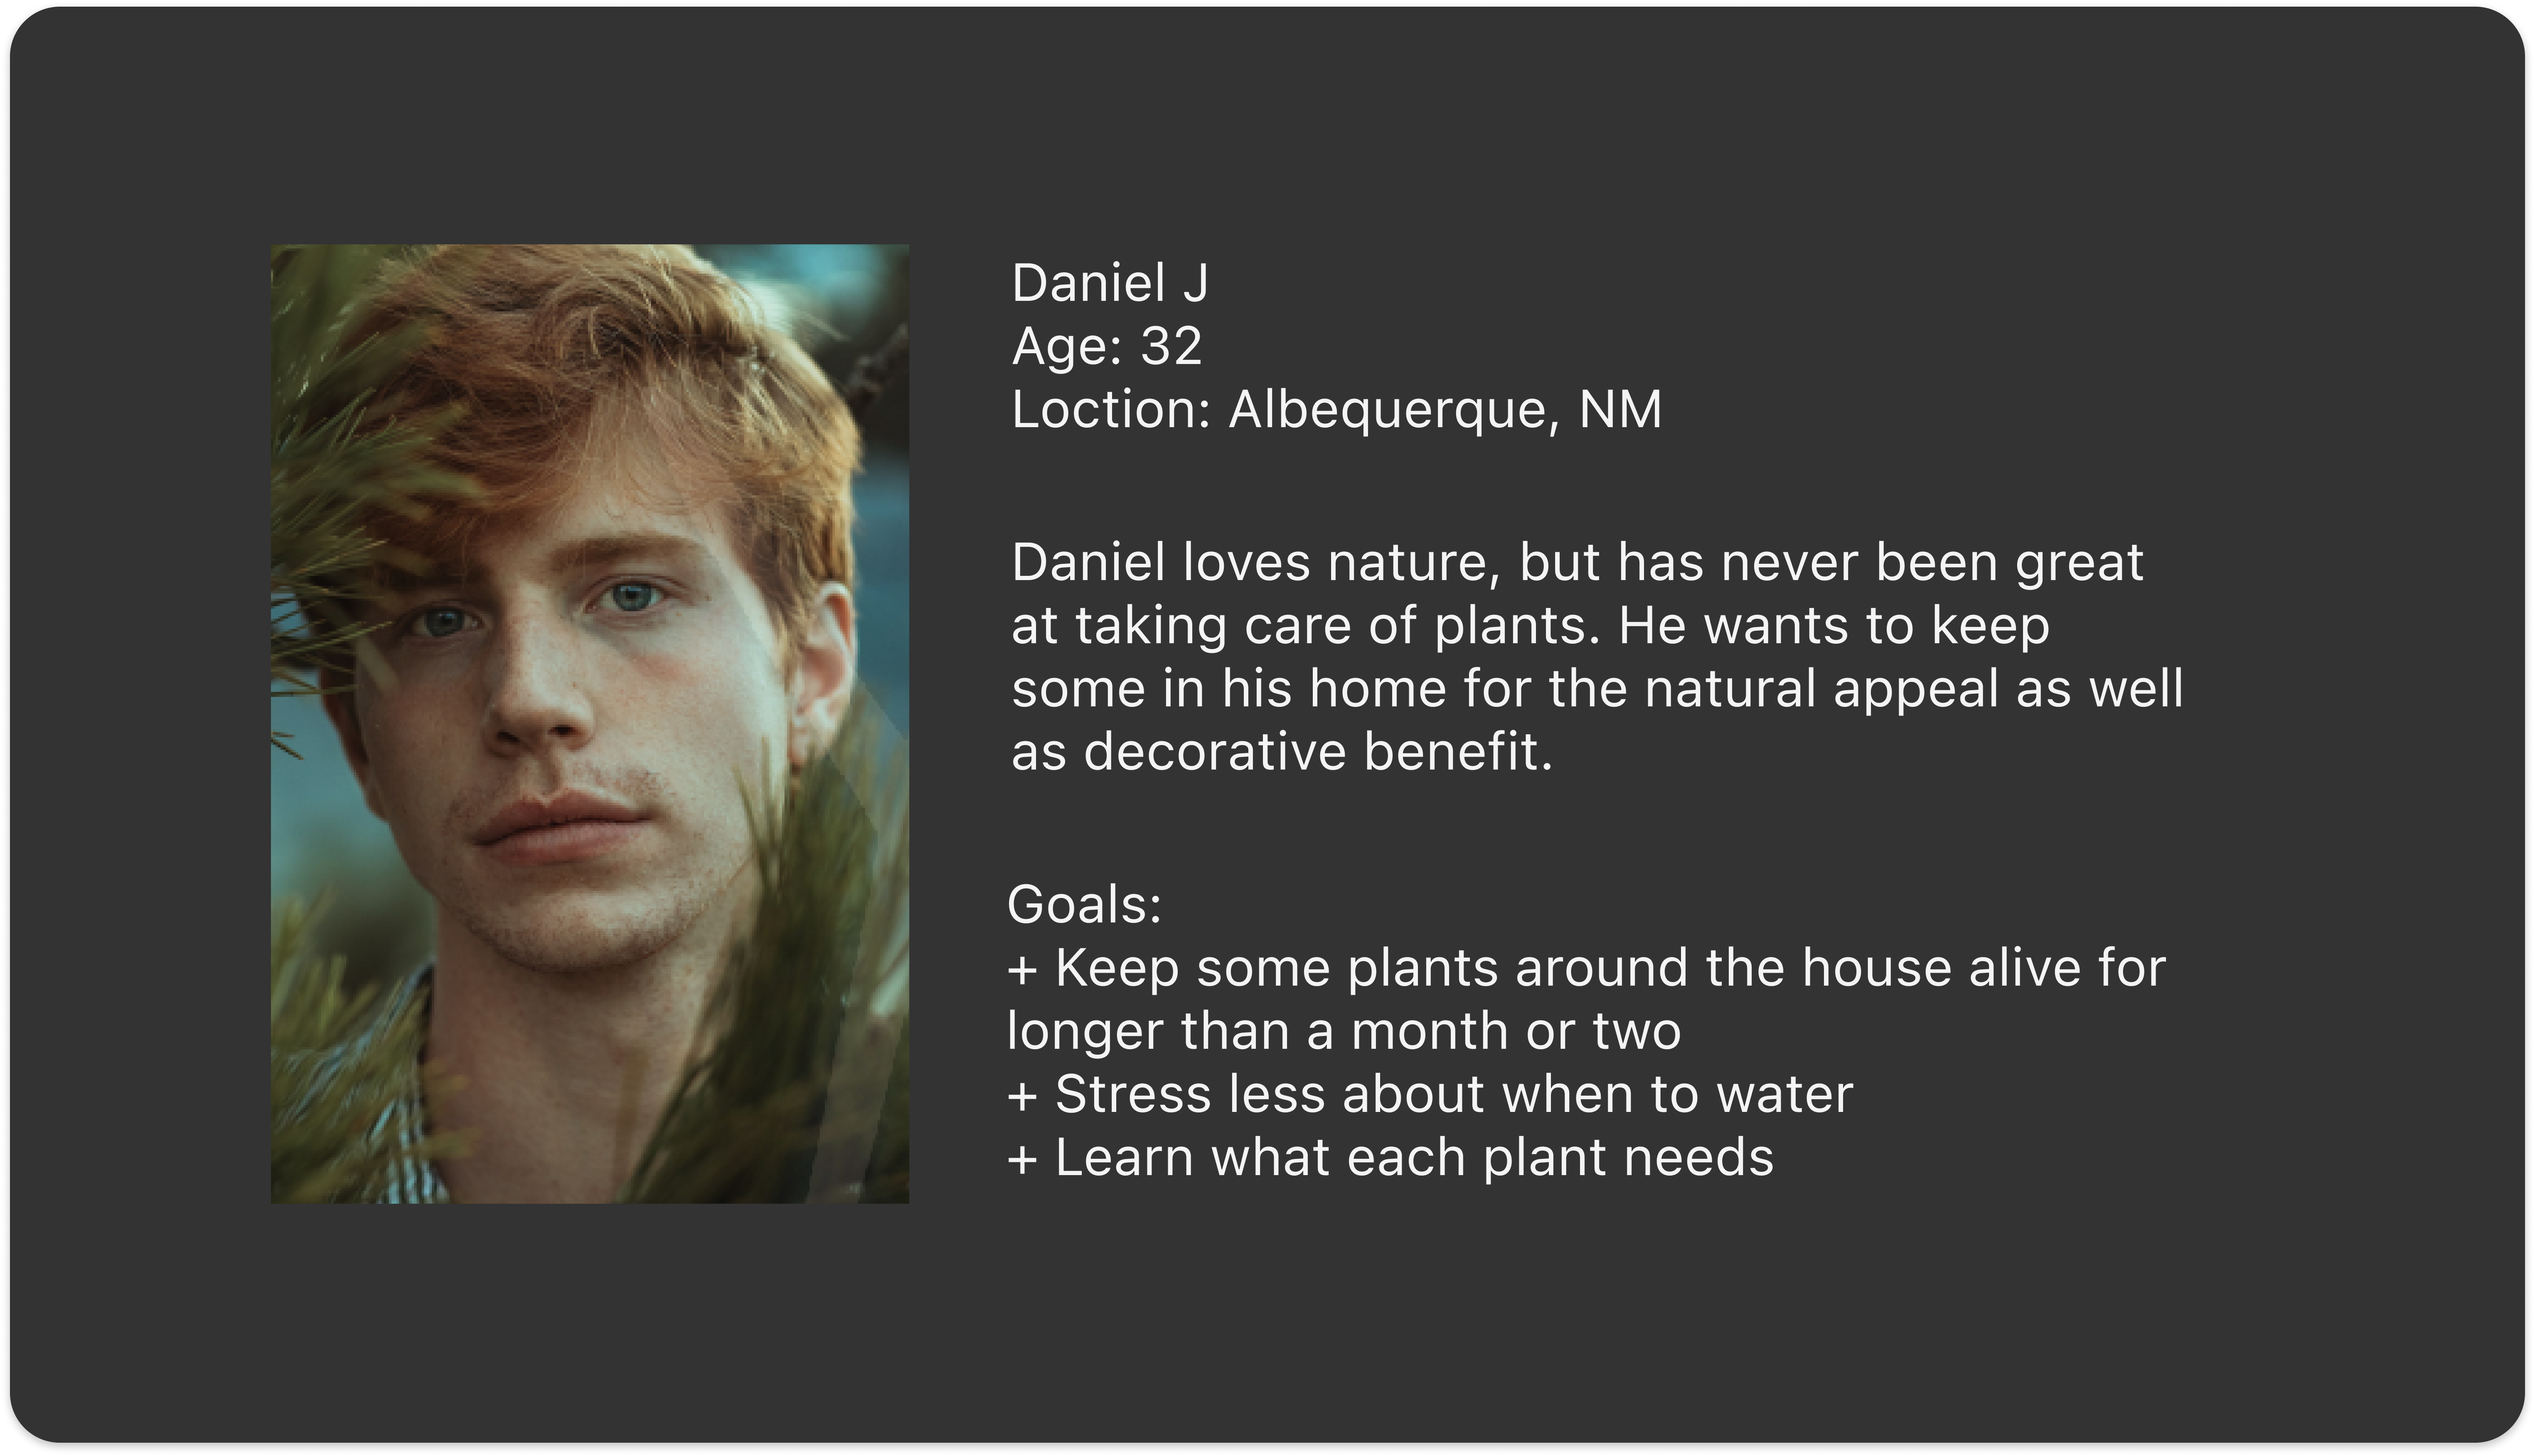 Daniel J
Age: 32
Loction: Albequerque, NM
Daniel loves nature, but has never been great
at taking care of plants. He wants to keep
some in his home for the natural appeal as well
as decorative benefit.
Goals:
+ Keep some plants around the house alive for
longer than a month or two
+ Stress less about when to water
+ Learn what each plant needs